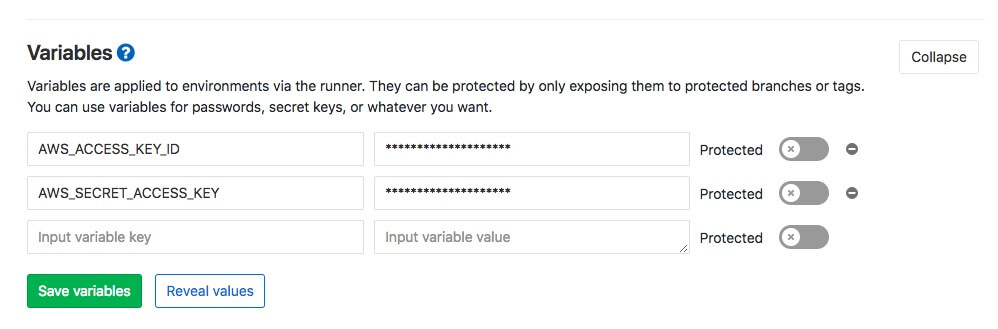 Variables ?
Collapse
Variables are applied to environments via the runner. They can be protected by only exposing them to protected branches or tags.
You can use variables for passwords, secret keys, or whatever you want.
AWS_ACCESS_KEY_ID ******************** Protected
AWS_SECRET_ACCESS_KEY ******************** Protected
Input variable key Input variable value Protected
Save variables Reveal values